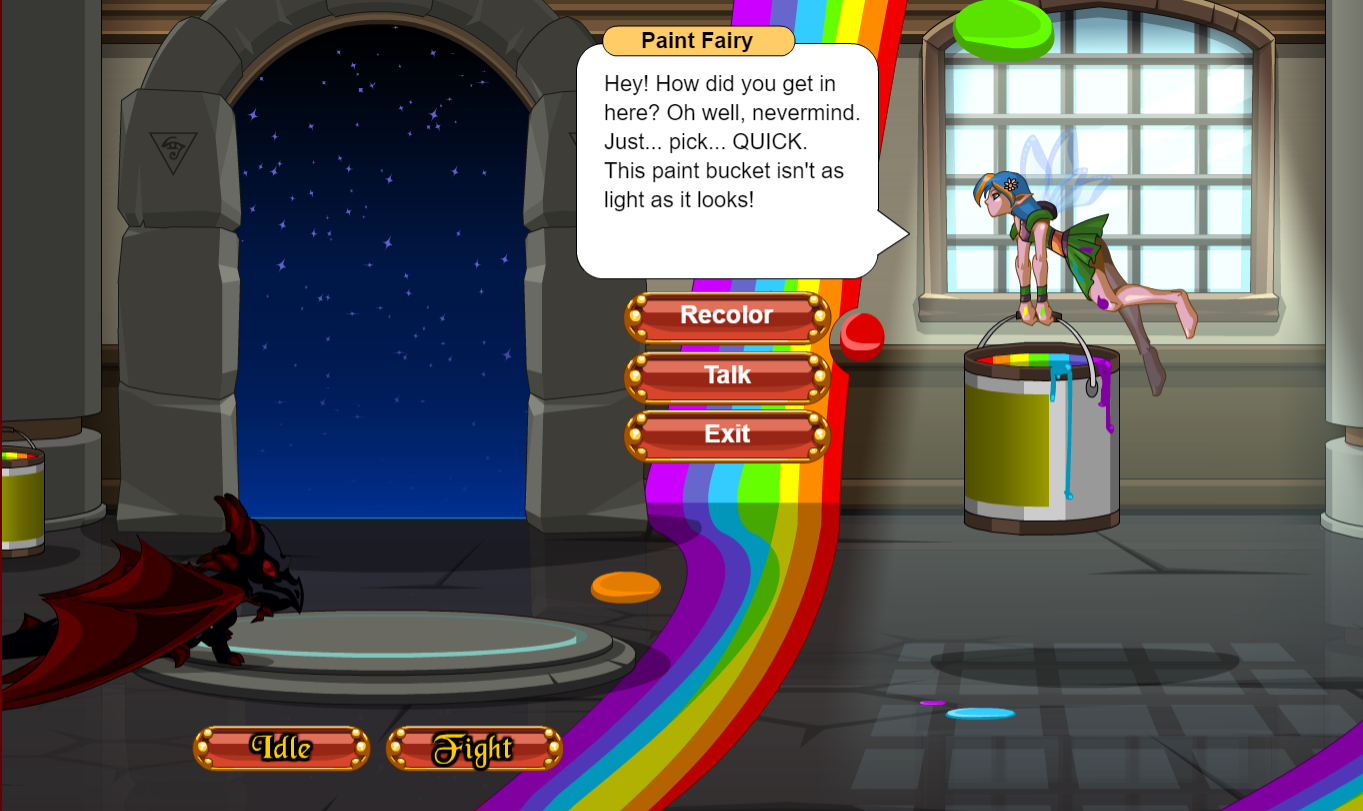 Paint Fairy
Hey! How did you get in
here? Oh well, nevermind.
Just... pick... QUICK.
This paint bucket isn't as
light as it looks!
Recolor
Talk
Exit
Idle
Fight